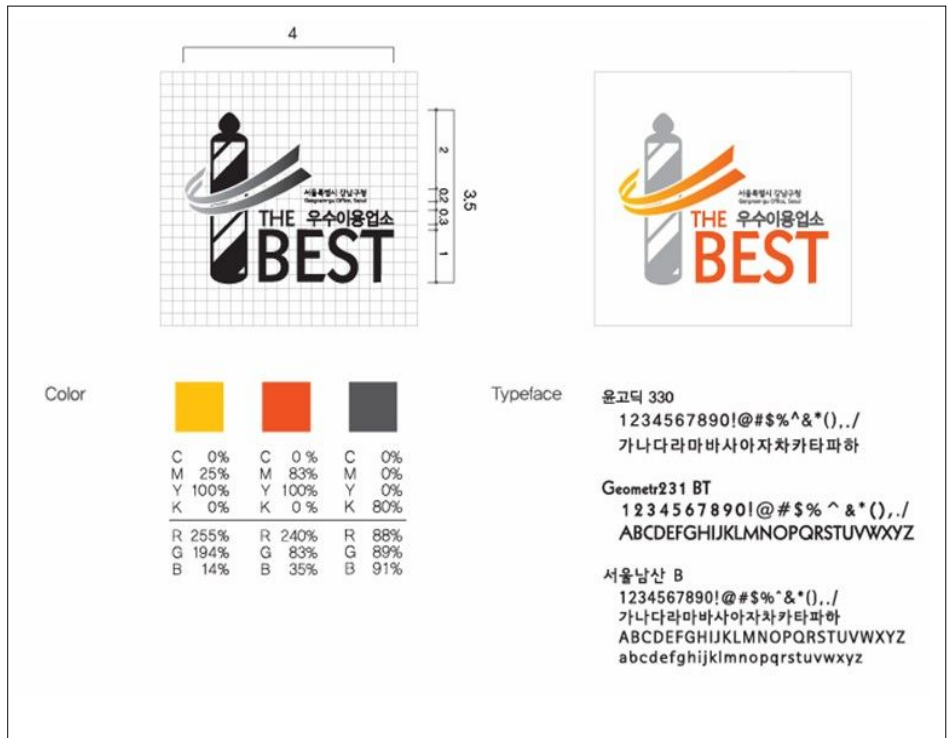 4
2
0.2
0.3
1
3.5
서울특별시 강남구청
Gangnam-gu Office, Seoul
THE 우수이용업소
BEST
서울특별시 강남구청
Gangnam-gu Office, Seoul
THE 우수이용업소
BEST
Color
C 0% C 0 % C 0%
M 25% M 83% M 0%
Y 100% Y 100% Y 0%
K 0% K 0 % K 80%
R 255% R 240% R 88%
G 194% G 83% G 89%
B 14% B 35% B 91%
Typeface
윤고딕 330
1234567890!@#$%^&*(),./
가나다라마바사아자차카타파하
Geometr231 BT
1234567890!@#$% ^ &*(),./
ABCDEFGHIJKLMNOPQRSTUVWXYZ
서울남산 B
1234567890!@#$%^&*(),./
가나다라마바사아자차카타파하
ABCDEFGHIJKLMNOPQRSTUVWXYZ
abcdefghijklmnopqrstuvwxyz